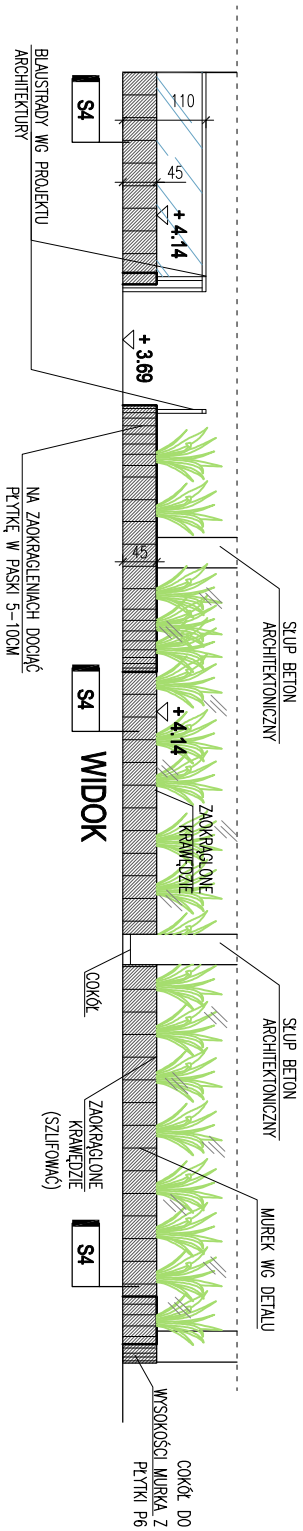 SŁUP BETON
ARCHITEKTONICZNY
SŁUP BETON
ARCHITEKTONICZNY
MUREK WG DETALU
COKÓŁ DO
WYSOKOŚCI MURKA Z
PŁYTKI P6
110
45
+ 4.14
+ 3.69
45
+ 4.14
ZAOKRĄGLONE
KRAWĘDZIE
S4
S4
S4
BLAUSTRADY WG PROJEKTU
ARCHITEKTURY
NA ZAOKRAGLENIACH DOCIĄĆ
PŁYTKĘ W PASKI 5-10CM
WIDOK
COKÓŁ
ZAOKRĄGLONE
KRAWĘDZIE
(SZLIFOWAĆ)